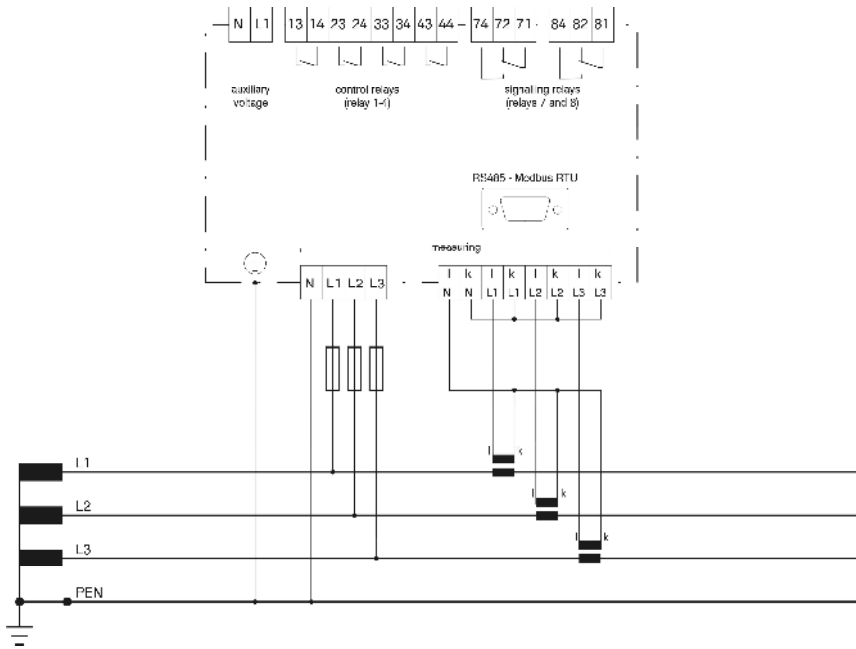 N L1 13 14 23 24 33 34 43 44 74 72 71 84 82 81
auxiliary control relays signalling relays
voltage (relay 1-4) (relays 7 and 8)
RS485 - Modbus RTU
measuring
l k l k l k l k
N L1 L2 L3 N N L1 L1 L2 L2 L3 L3
l k
L1
l k
L2
l k
L3
PEN